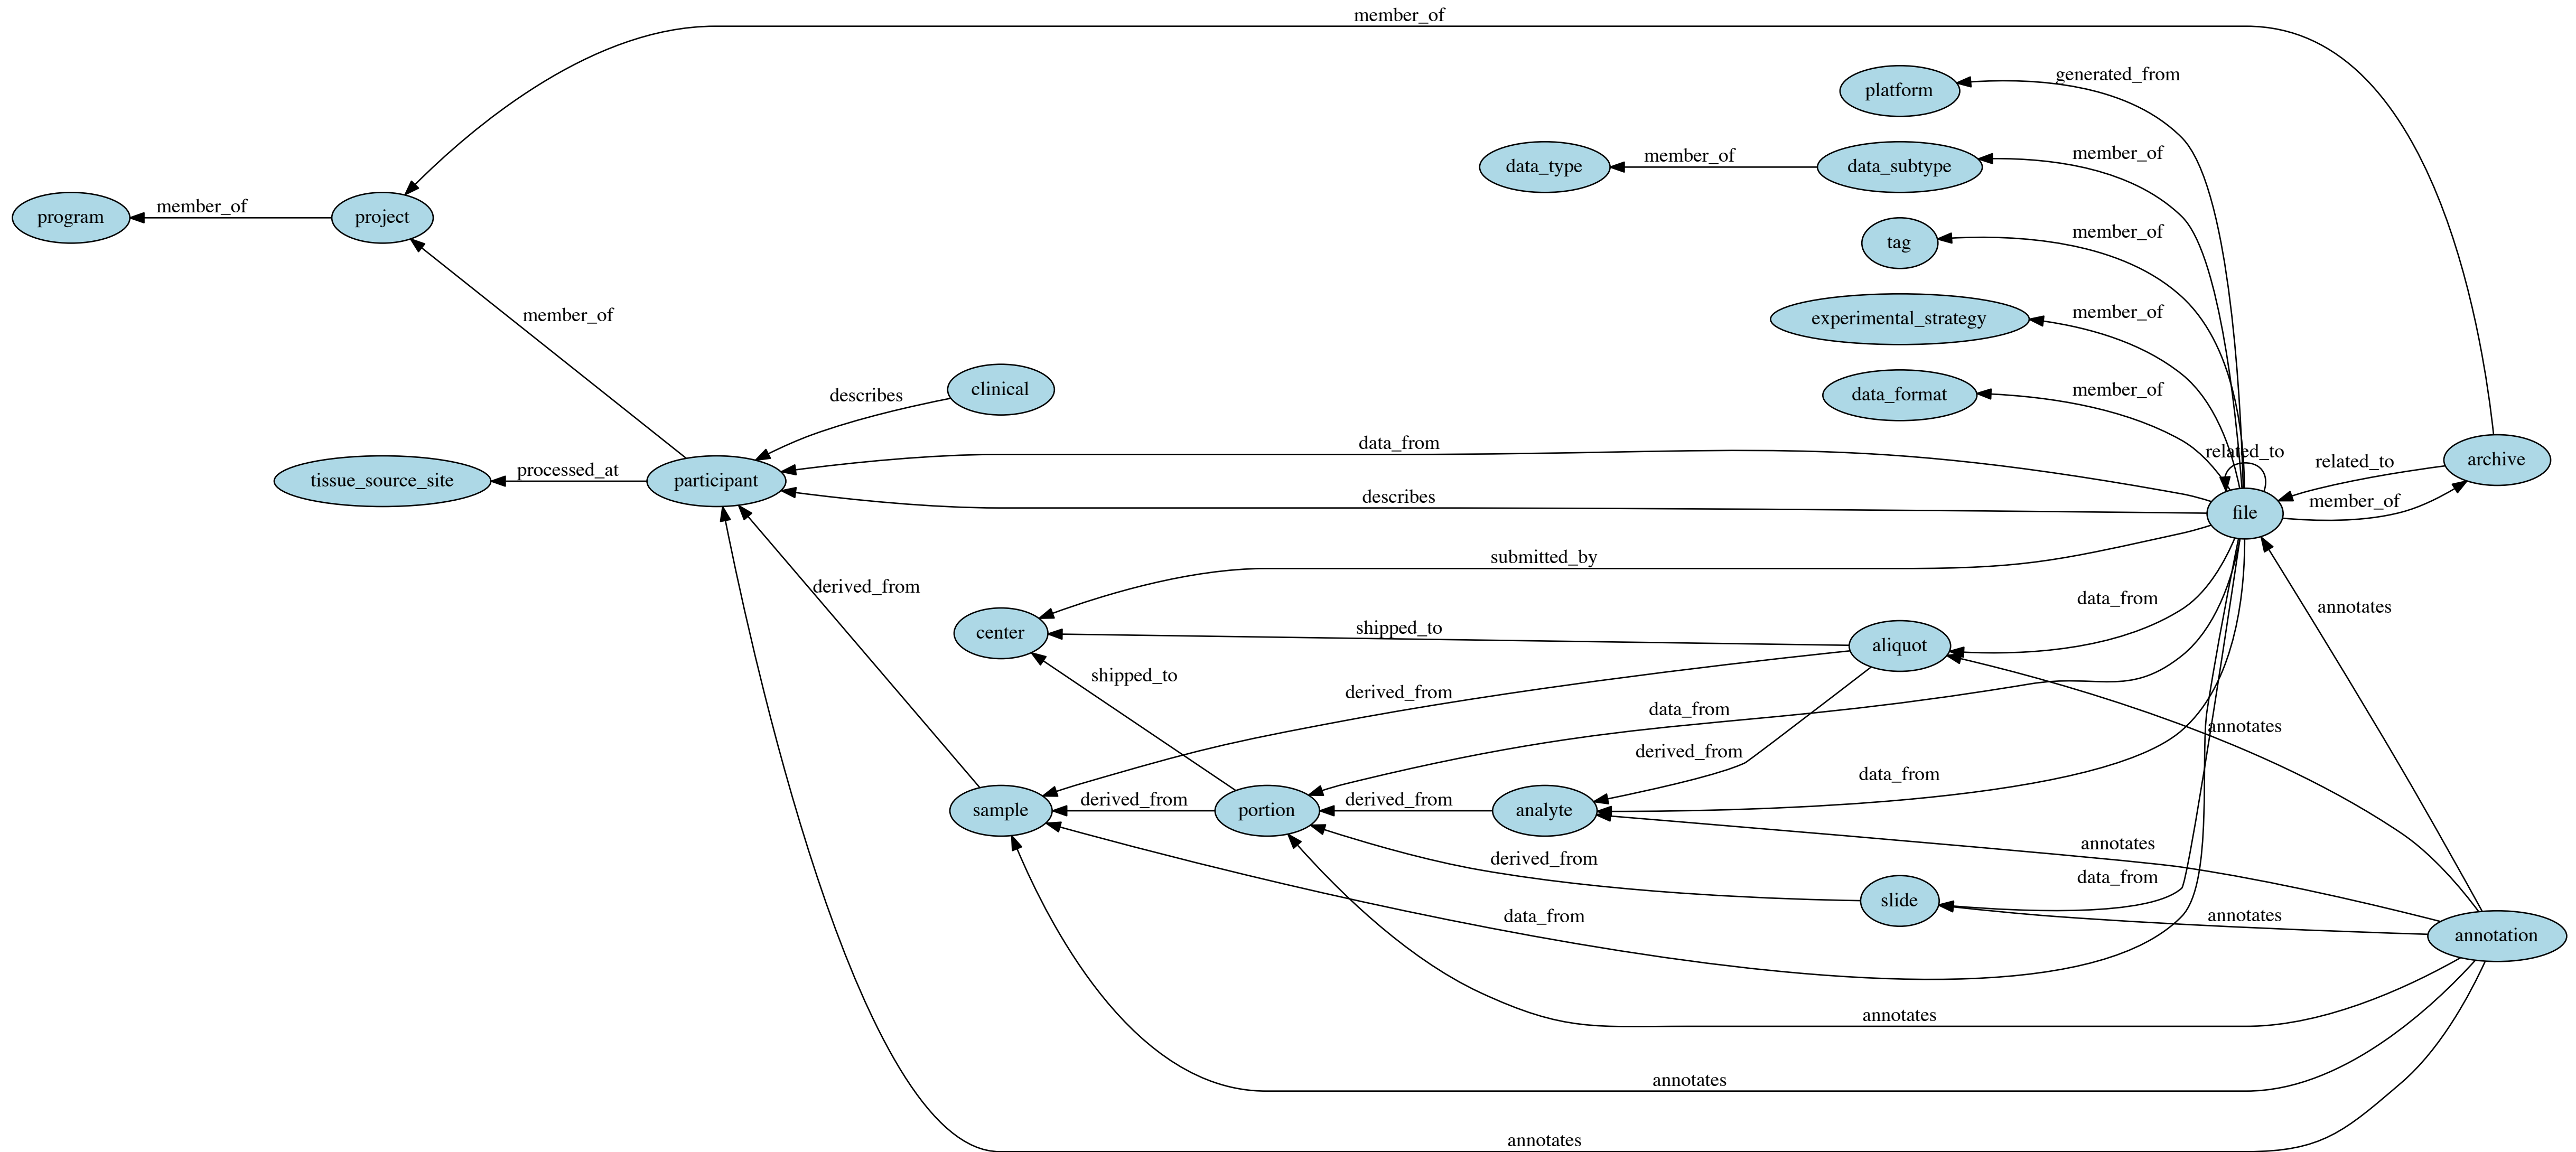 member_of
generated_from
platform
member_of
data_type
member_of
data_subtype
member_of
program
member_of
project
tag
member_of
member_of
experimental_strategy
member_of
clinical
describes
data_format
member_of
data_from
related_to
archive
related_to
tissue_source_site
processed_at
participant
describes
member_of
file
submitted_by
derived_from
data_from
annotates
center
shipped_to
aliquot
shipped_to
derived_from
data_from
annotates
derived_from
data_from
sample
derived_from
portion
derived_from
analyte
annotates
derived_from
data_from
slide
data_from
annotates
annotation
annotates
annotates
annotates